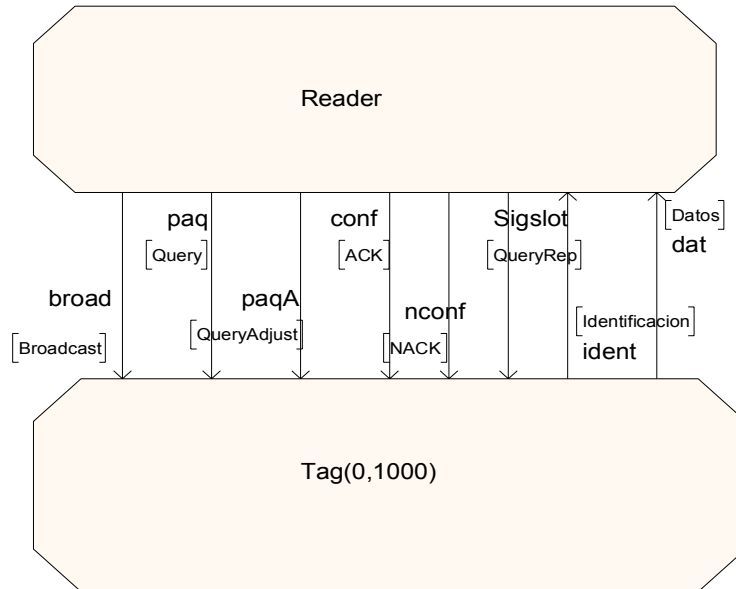 Reader
paq
conf
Sigslot
[Datos]
[Query]
[ACK]
[QueryRep]
dat
broad
paqA
nconf
[Identificacion]
[Broadcast]
[QueryAdjust]
[NACK]
ident
Tag(0,1000)